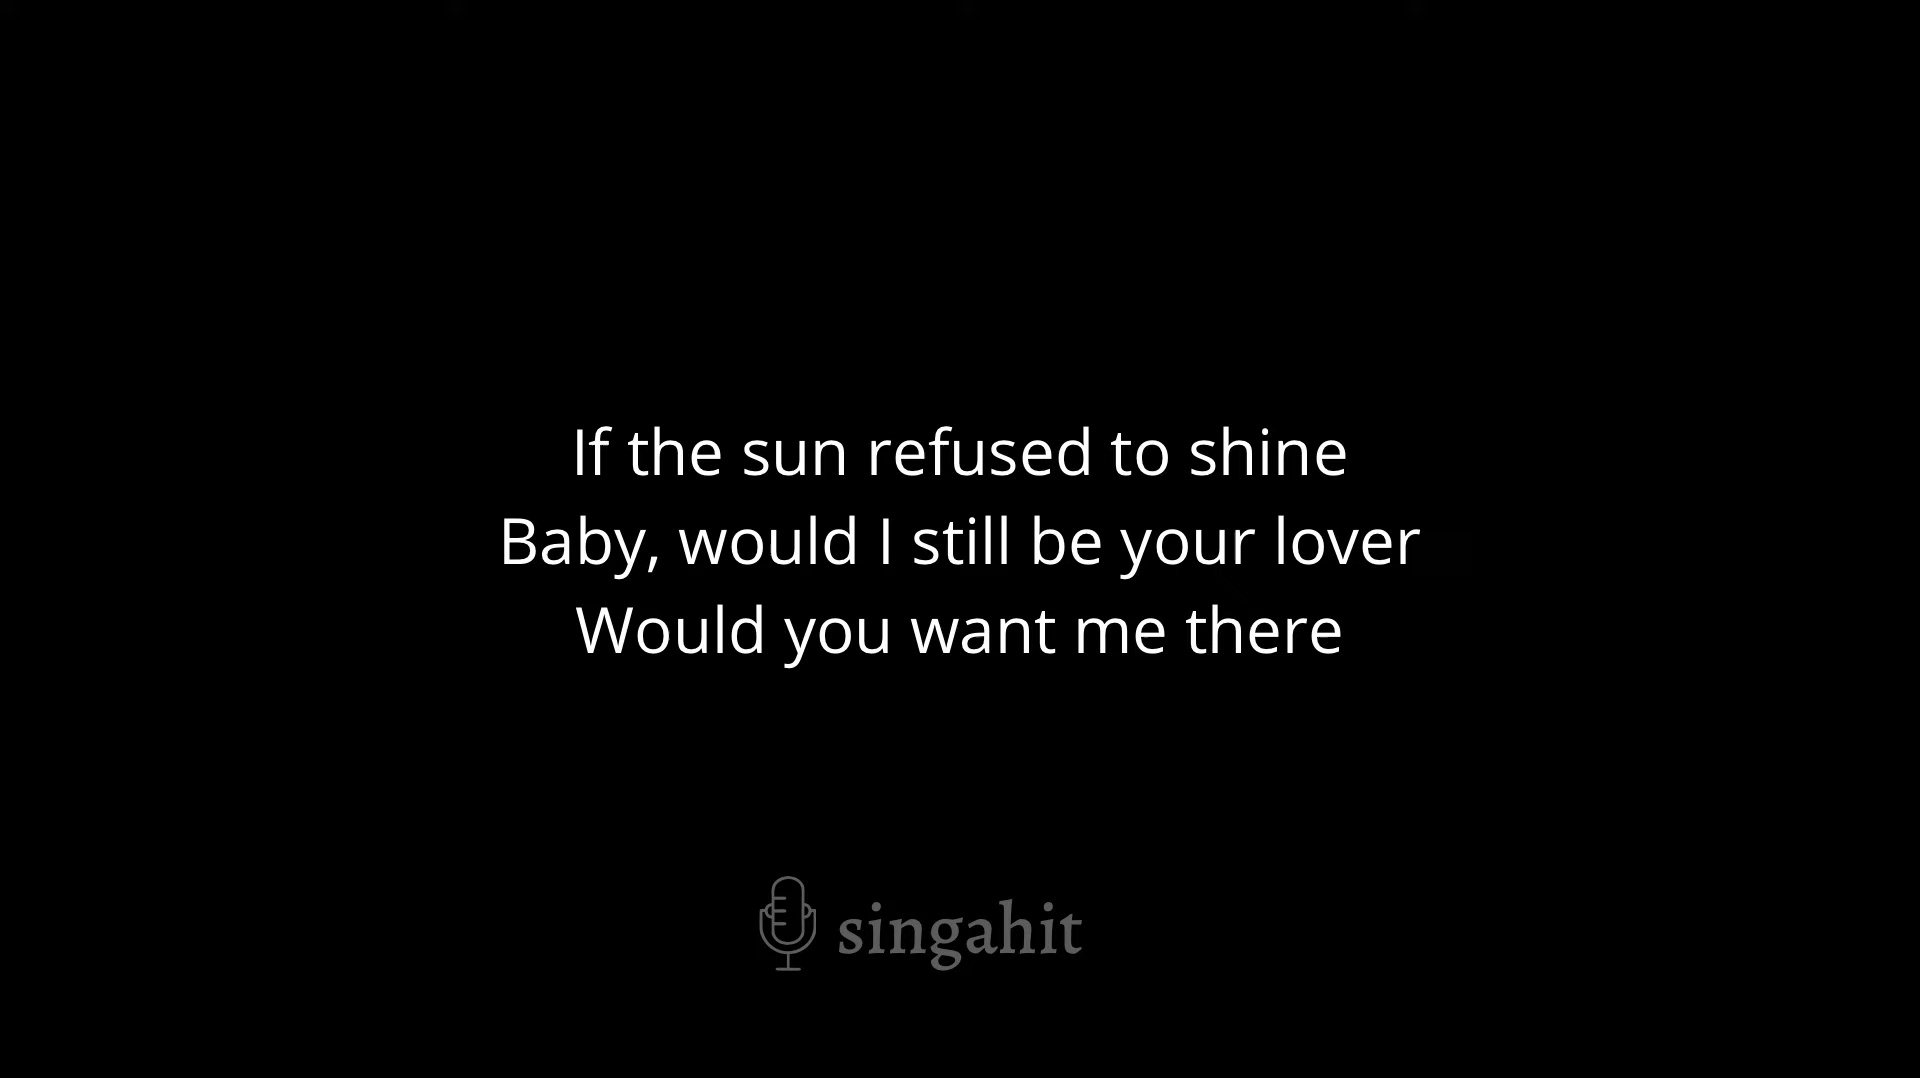 If the sun refused to shine
Baby, would I still be your lover
Would you want me there
singahit